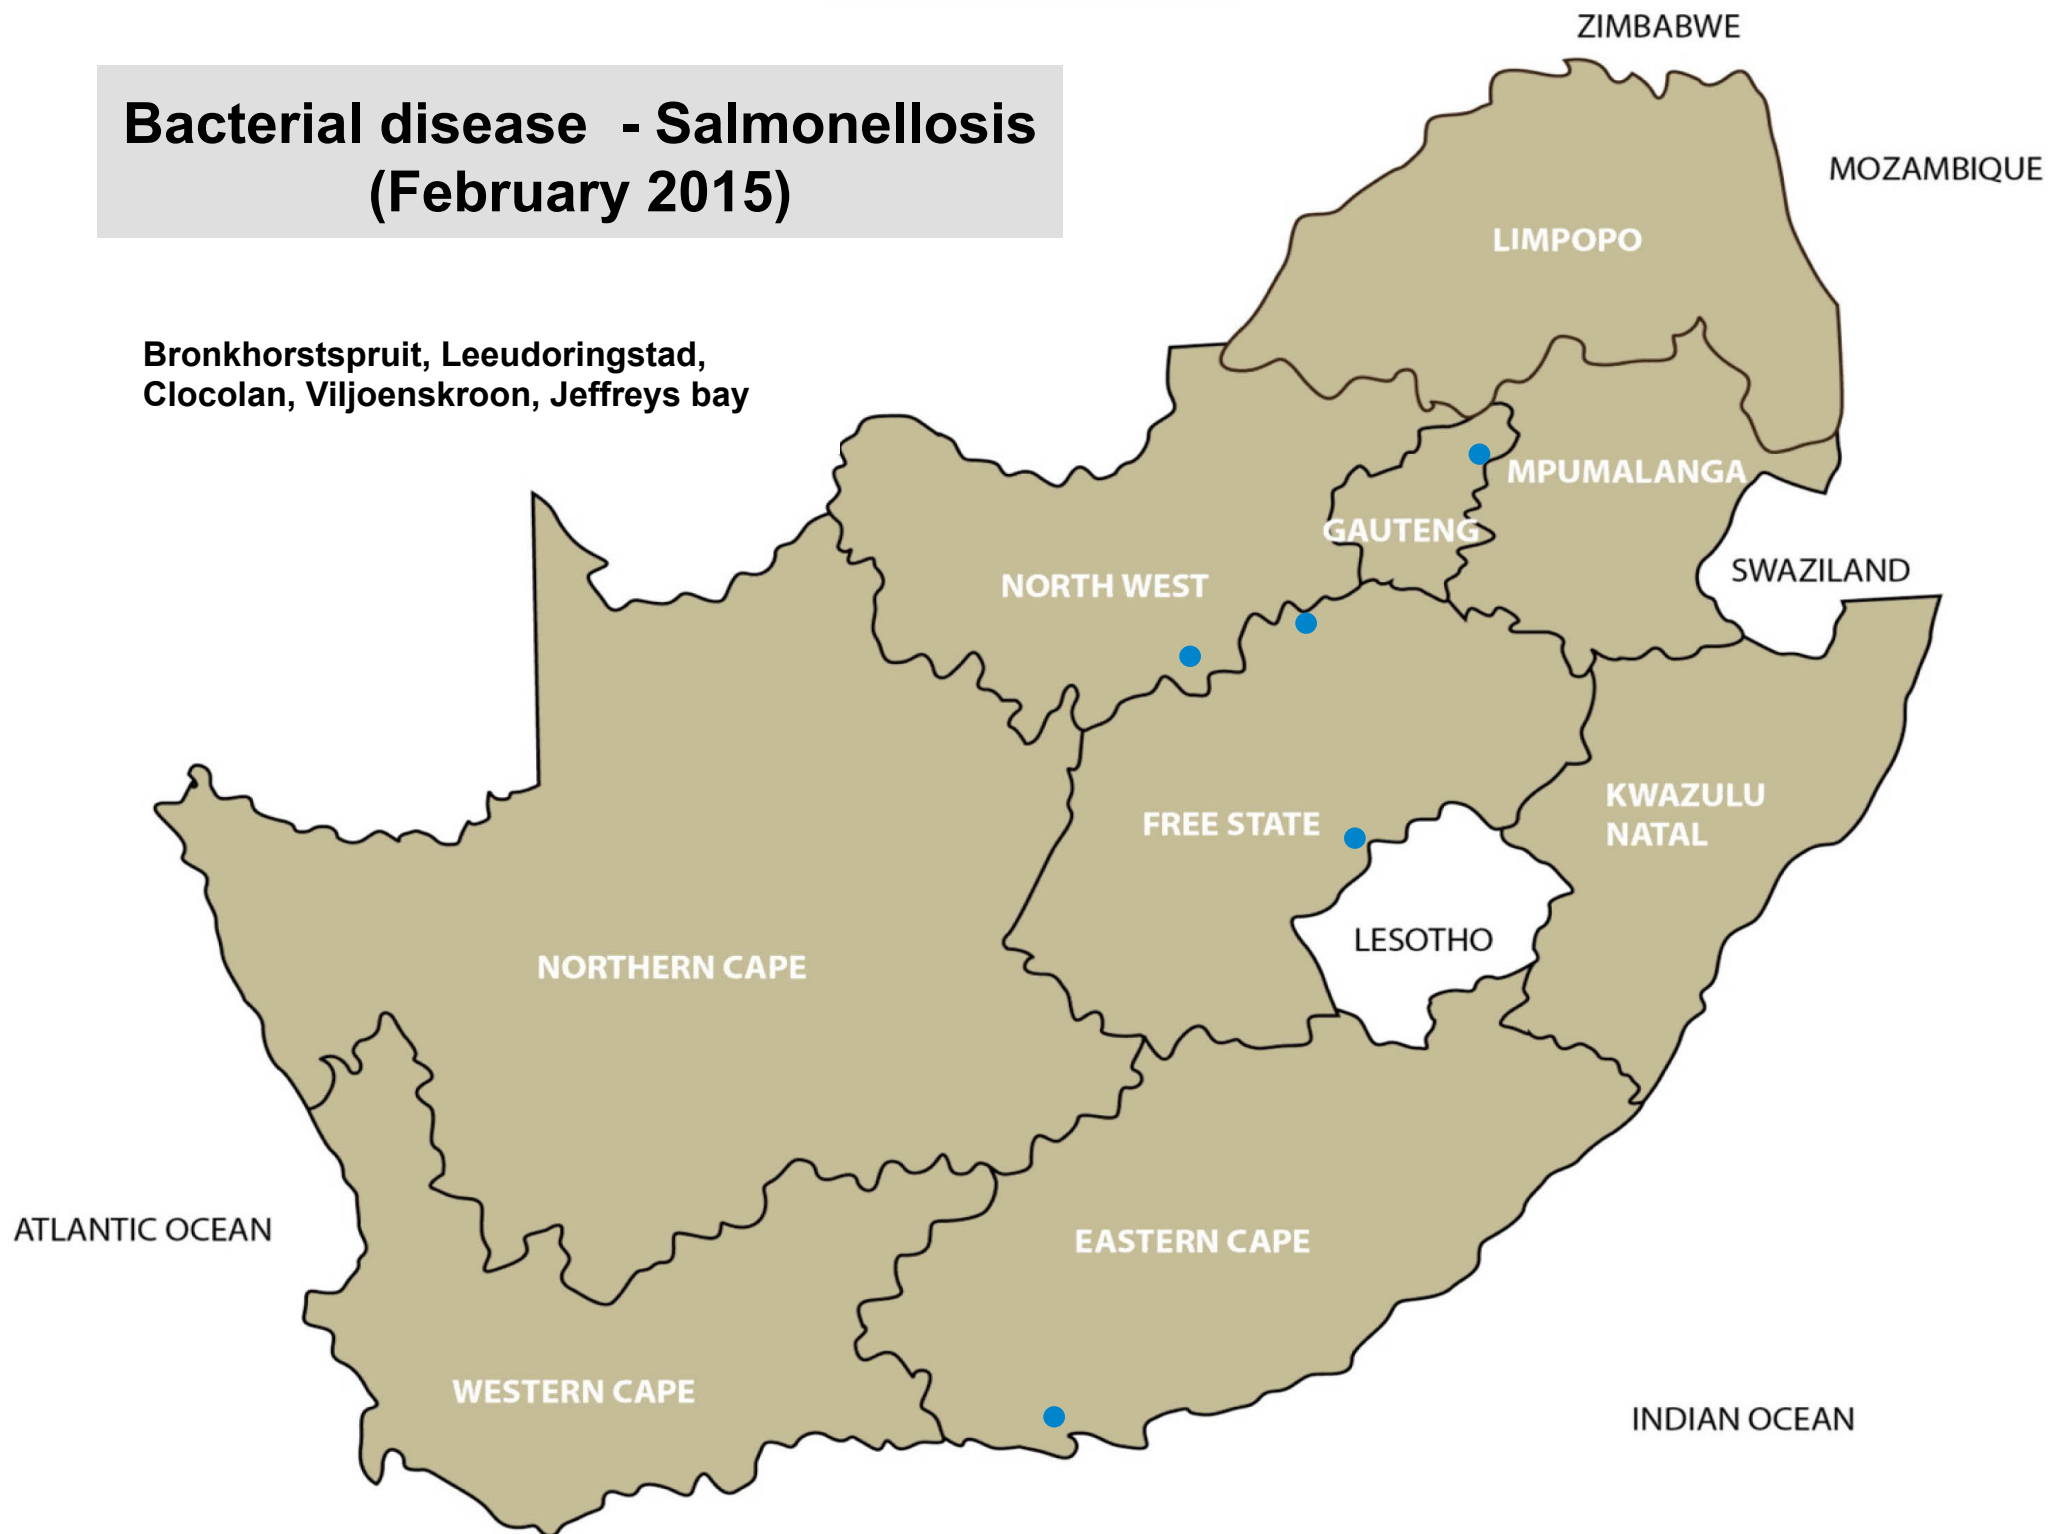 ZIMBABWE
Bacterial disease - Salmonellosis
(February 2015)
MOZAMBIQUE
LIMPOPO
Bronkhorstspruit, Leeudoringstad,
Clocolan, Viljoenskroon, Jeffreys bay
MPUMALANGA
GAUTENG
NORTH WEST
SWAZILAND
FREE STATE
KWAZULU
NATAL
LESOTHO
NORTHERN CAPE
ATLANTIC OCEAN
EASTERN CAPE
WESTERN CAPE
INDIAN OCEAN